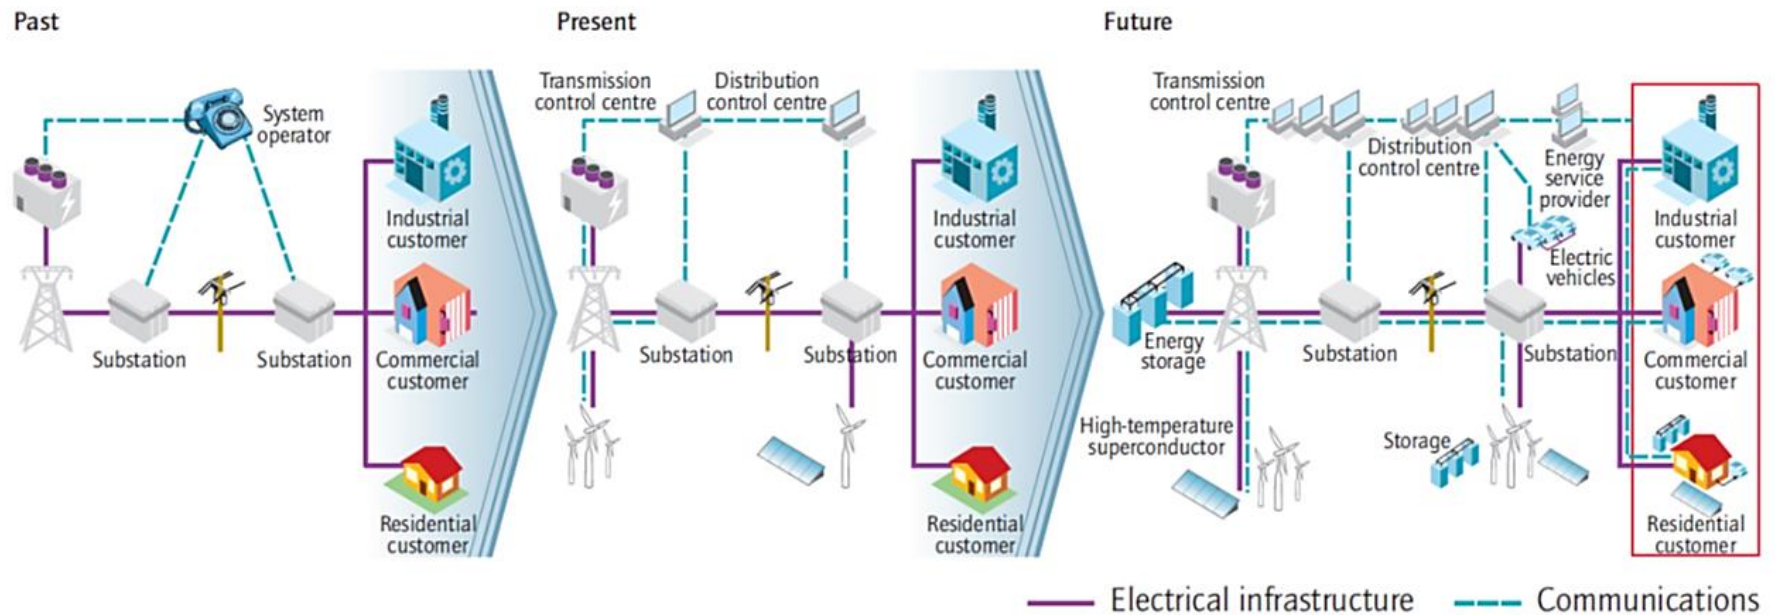 Past
System
operator
Substation
Substation
Industrial
customer
Commercial
customer
Residential
customer
Present
Transmission
control centre
Distribution
control centre
Substation
Substation
Industrial
customer
Commercial
customer
Residential
customer
Future
Transmission
control centre
Distribution
control centre
Energy
service
provider
Electric
vehicles
Energy
storage
Substation
Substation
High-temperature
superconductor
Storage
Industrial
customer
Commercial
customer
Residential
customer
Electrical infrastructure
Communications